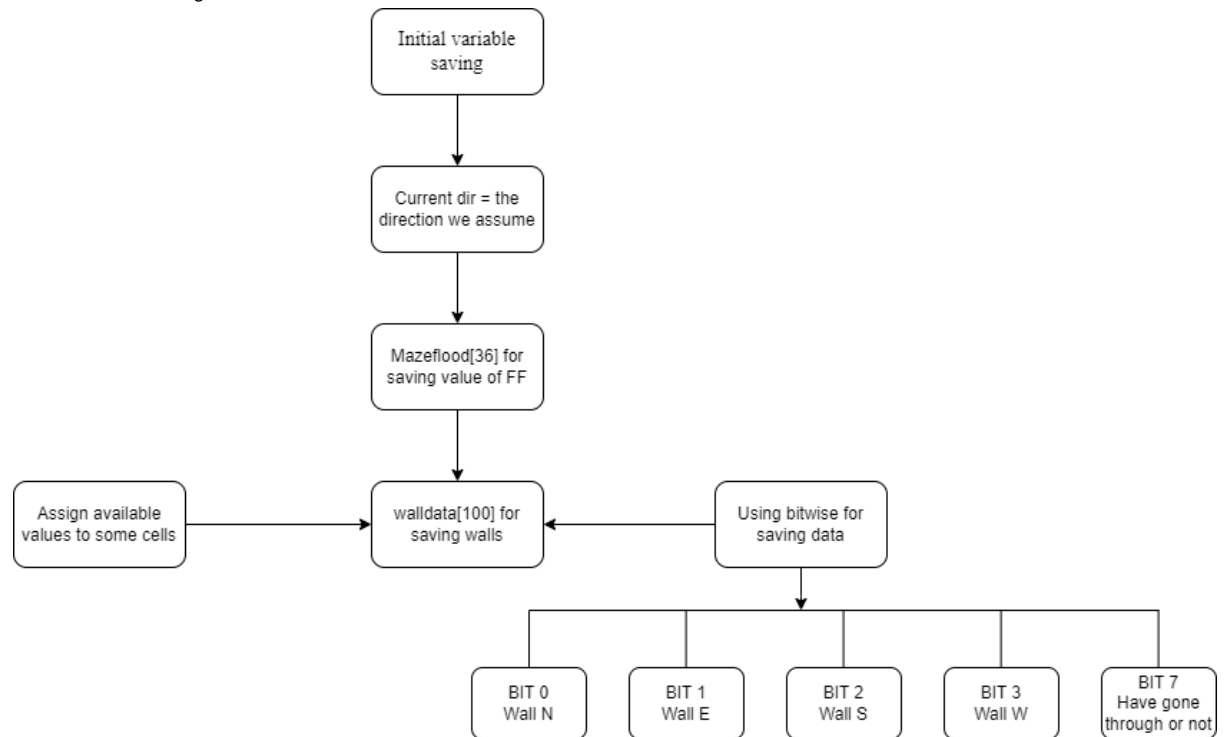 Initial variable
saving
Current dir = the
direction we assume
Mazeflood[36] for
saving value of FF
Assign available
values to some cells
walldata[100] for
saving walls
Using bitwise for
saving data
BIT 0
Wall N
BIT 1
Wall E
BIT 2
Wall S
BIT 3
Wall W
BIT 7
Have gone
through or not